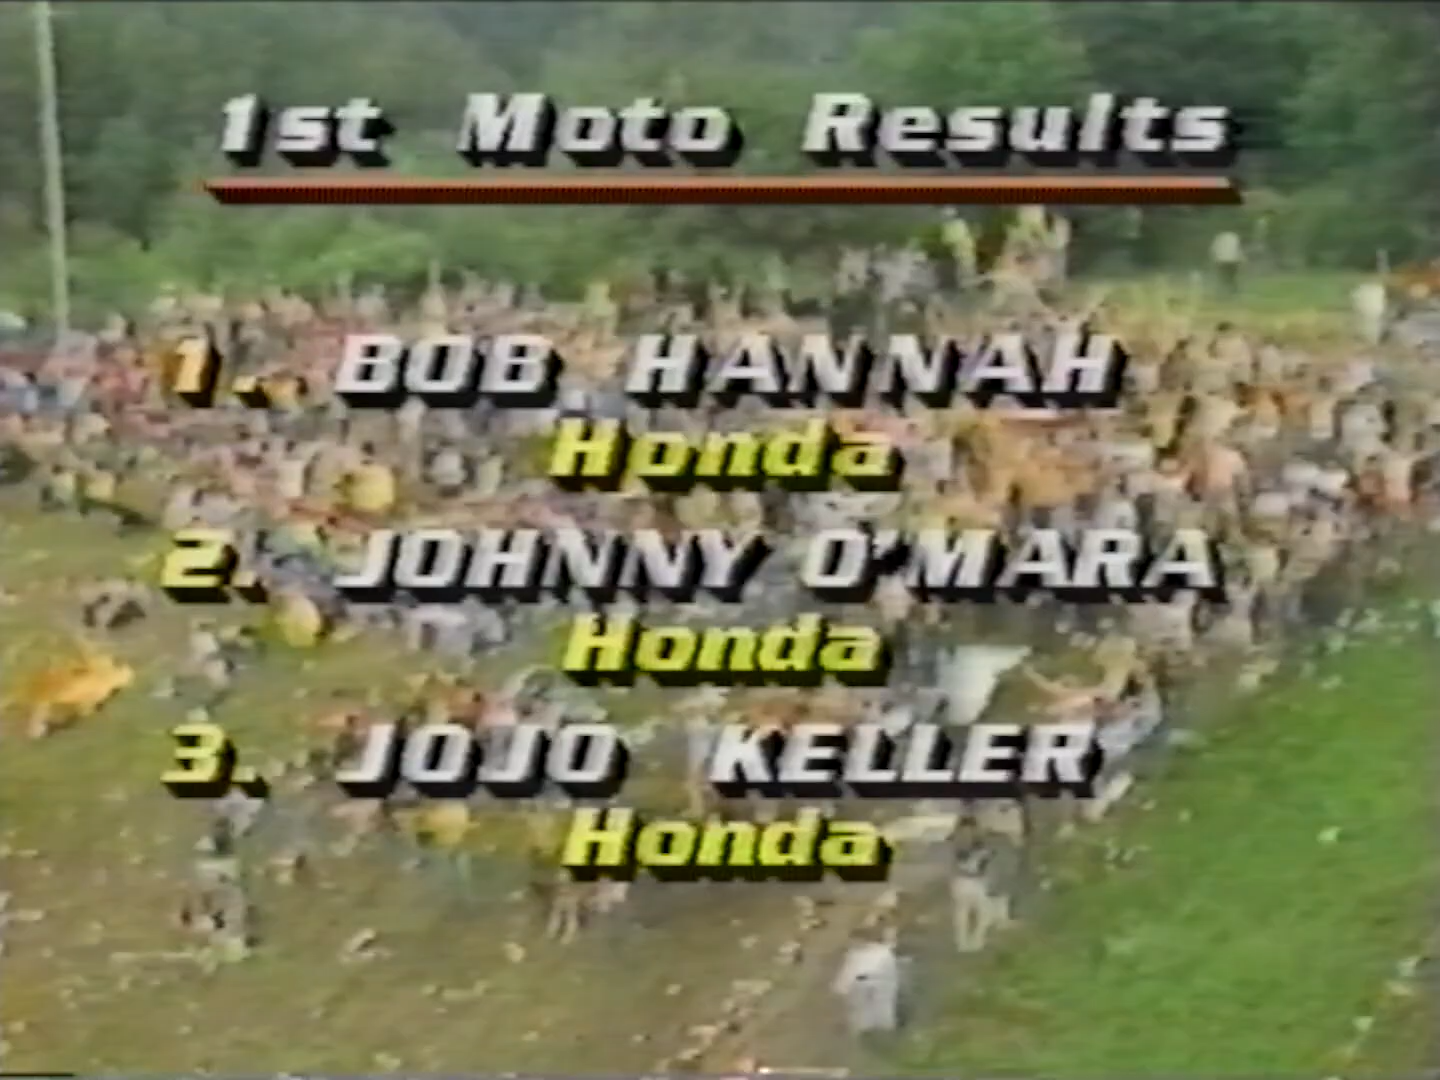 1st Moto Results
1. BOB HANNAH
Honda
2. JOHNNY O'MARA
Honda
3. JOJO KELLER
Honda